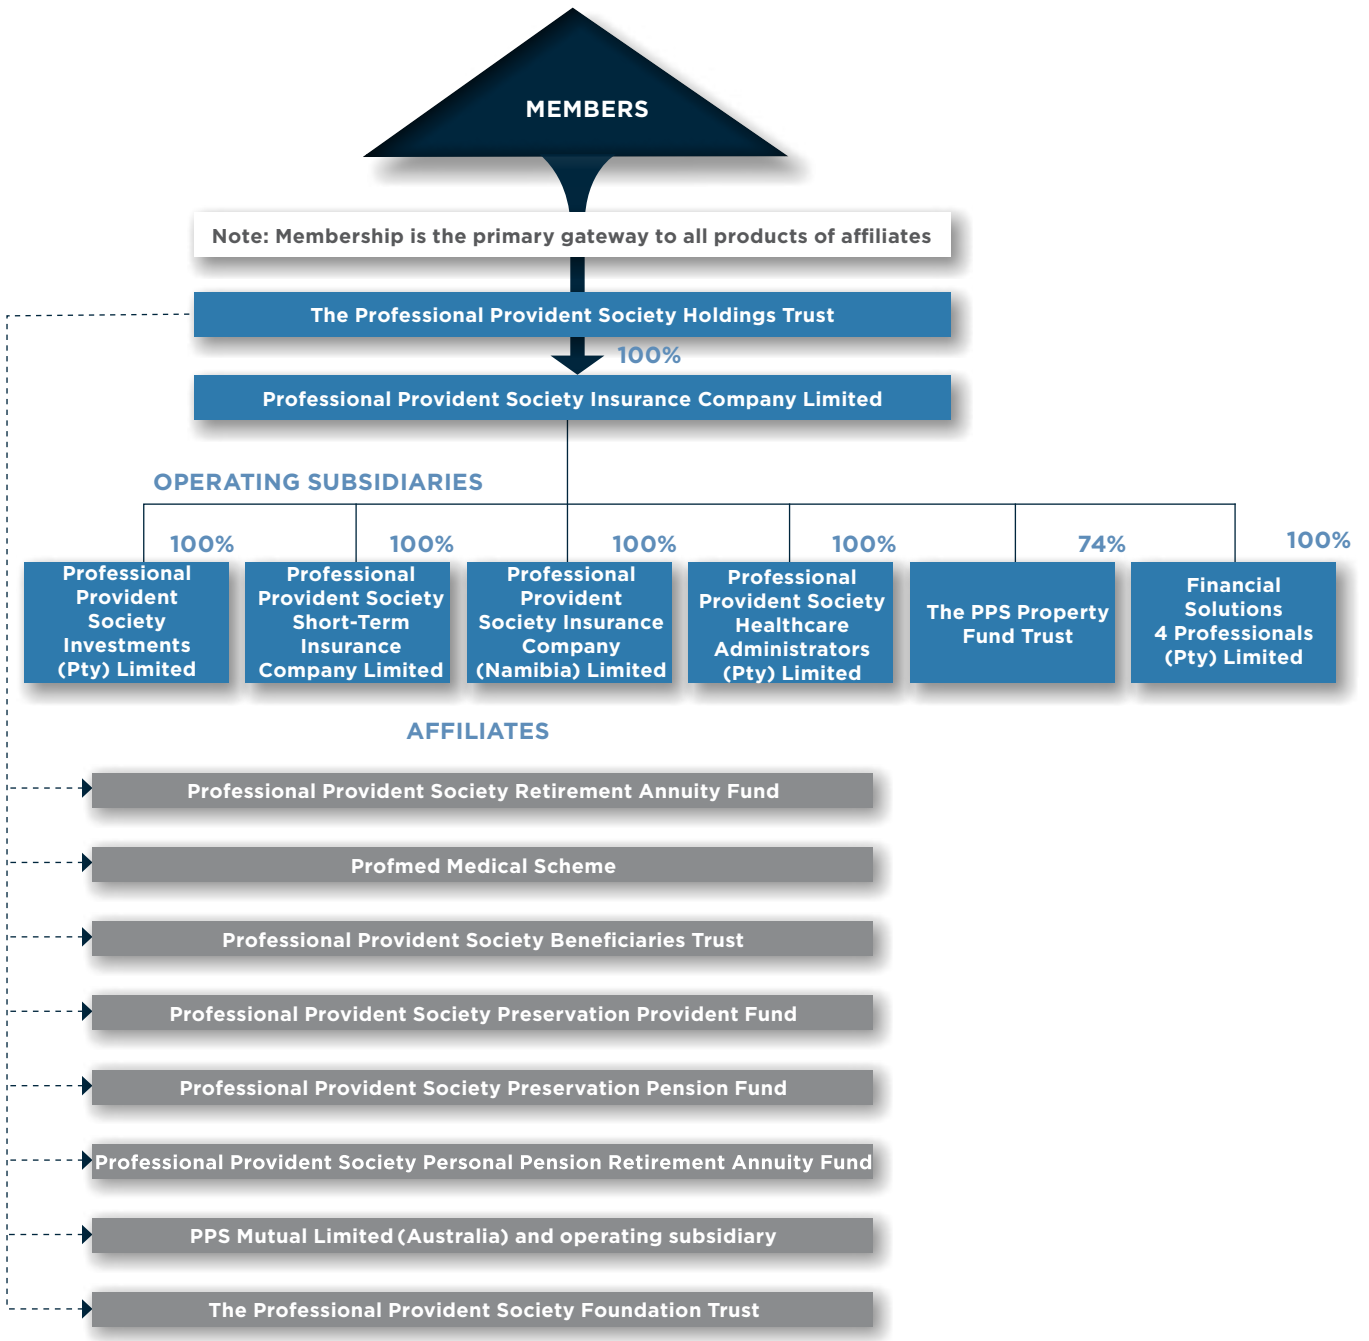 MEMBERS
Note: Membership is the primary gateway to all products of affiliates
The Professional Provident Society Holdings Trust
100%
Professional Provident Society Insurance Company Limited
OPERATING SUBSIDIARIES
100%
Professional
Provident
Society
Investments
(Pty) Limited
100%
Professional
Provident Society
Short-Term
Insurance
Company Limited
100%
Professional
Provident
Society Insurance
Company
(Namibia) Limited
100%
Professional
Provident Society
Healthcare
Administrators
(Pty) Limited
74%
The PPS Property
Fund Trust
100%
Financial
Solutions
4 Professionals
(Pty) Limited
AFFILIATES
Professional Provident Society Retirement Annuity Fund
Profmed Medical Scheme
Professional Provident Society Beneficiaries Trust
Professional Provident Society Preservation Provident Fund
Professional Provident Society Preservation Pension Fund
Professional Provident Society Personal Pension Retirement Annuity Fund
PPS Mutual Limited (Australia) and operating subsidiary
The Professional Provident Society Foundation Trust